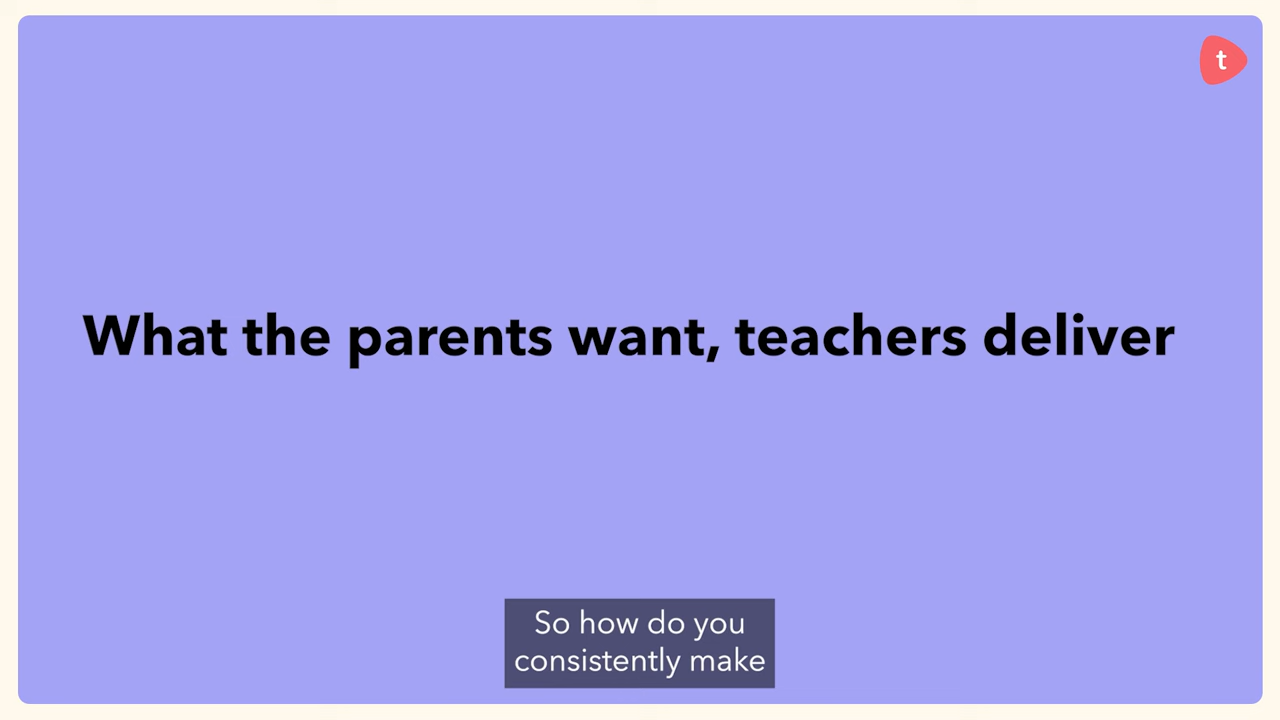 t
What the parents want, teachers deliver
So how do you
consistently make